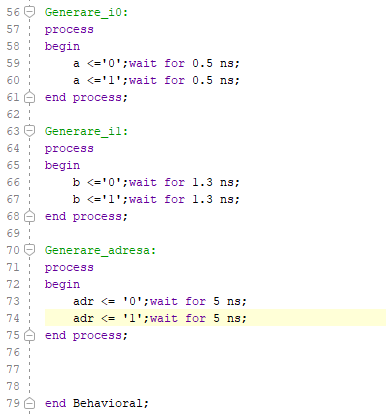 56 Generare_i0:
57 process
58 begin
59 a <='0';wait for 0.5 ns;
60 a <='1';wait for 0.5 ns;
61 end process;
62
63 Generare_i1:
64 process
65 begin
66 b <='0';wait for 1.3 ns;
67 b <='1';wait for 1.3 ns;
68 end process;
69
70 Generare_adresa:
71 process
72 begin
73 adr <= '0';wait for 5 ns;
74 adr <= '1';wait for 5 ns;
75 end process;
76
77
78
79 end Behavioral;